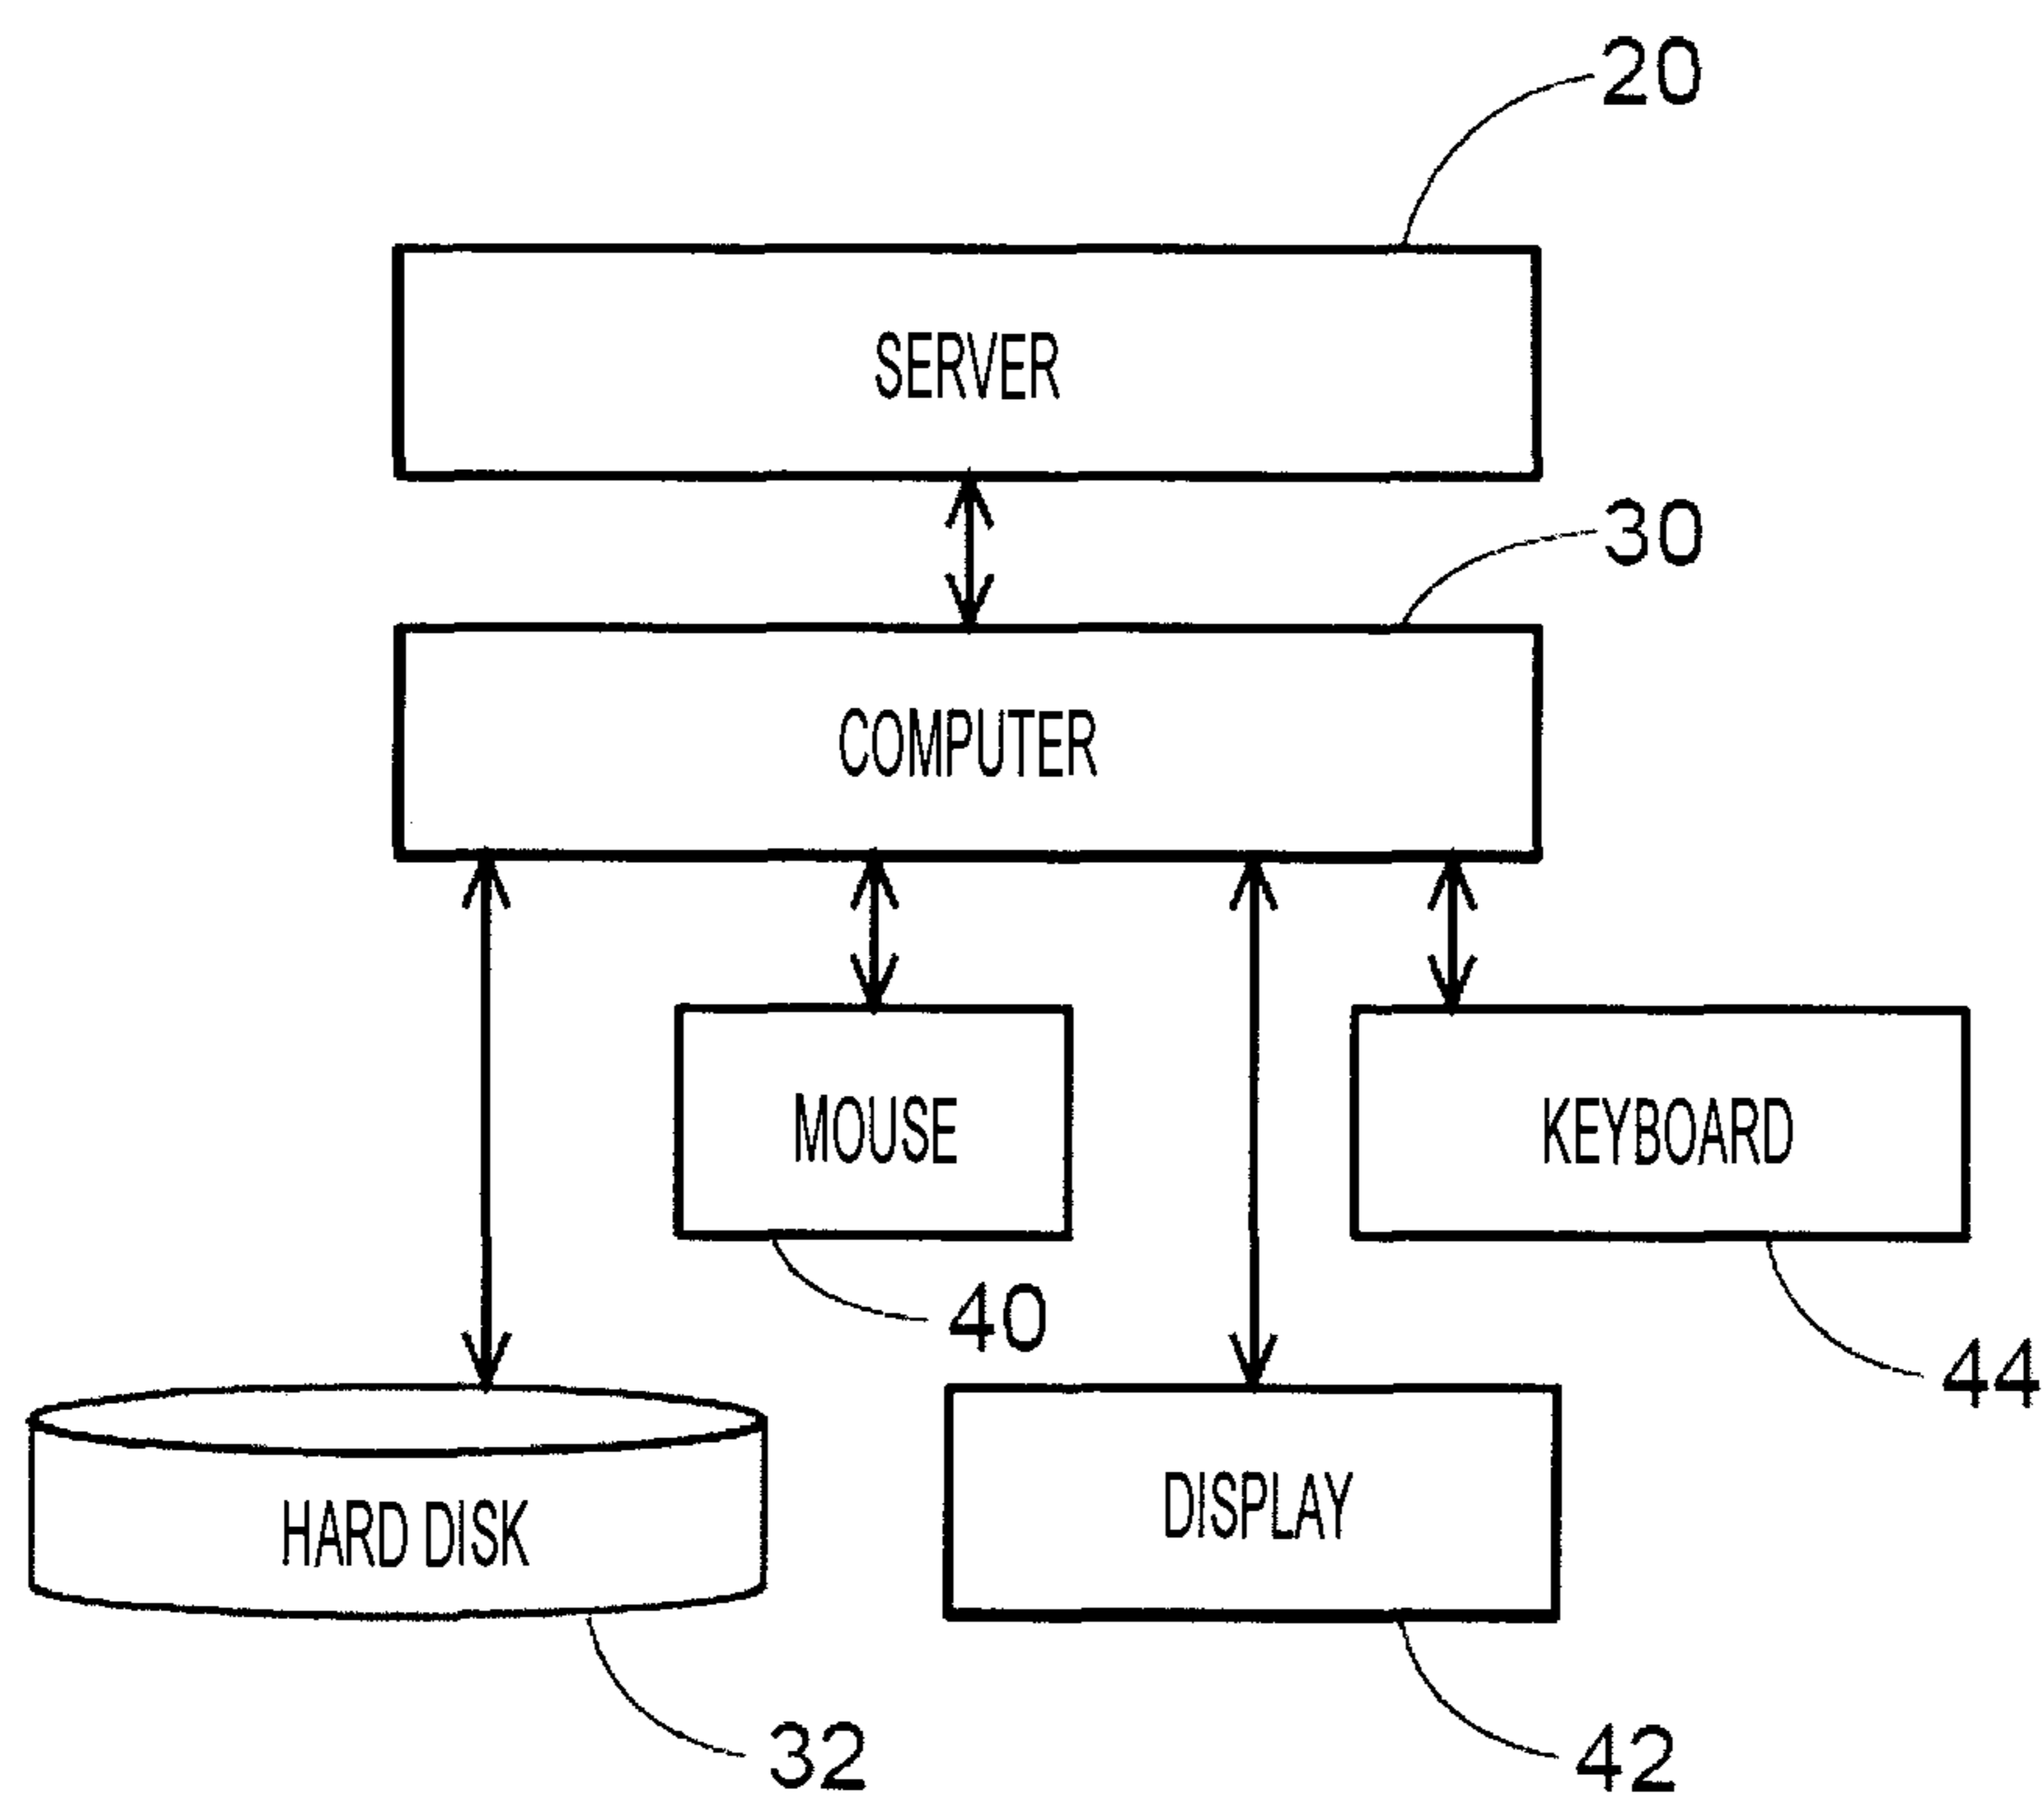 20
SERVER
30
COMPUTER
MOUSE
KEYBOARD
40
44
HARD DISK
DISPLAY
32
42